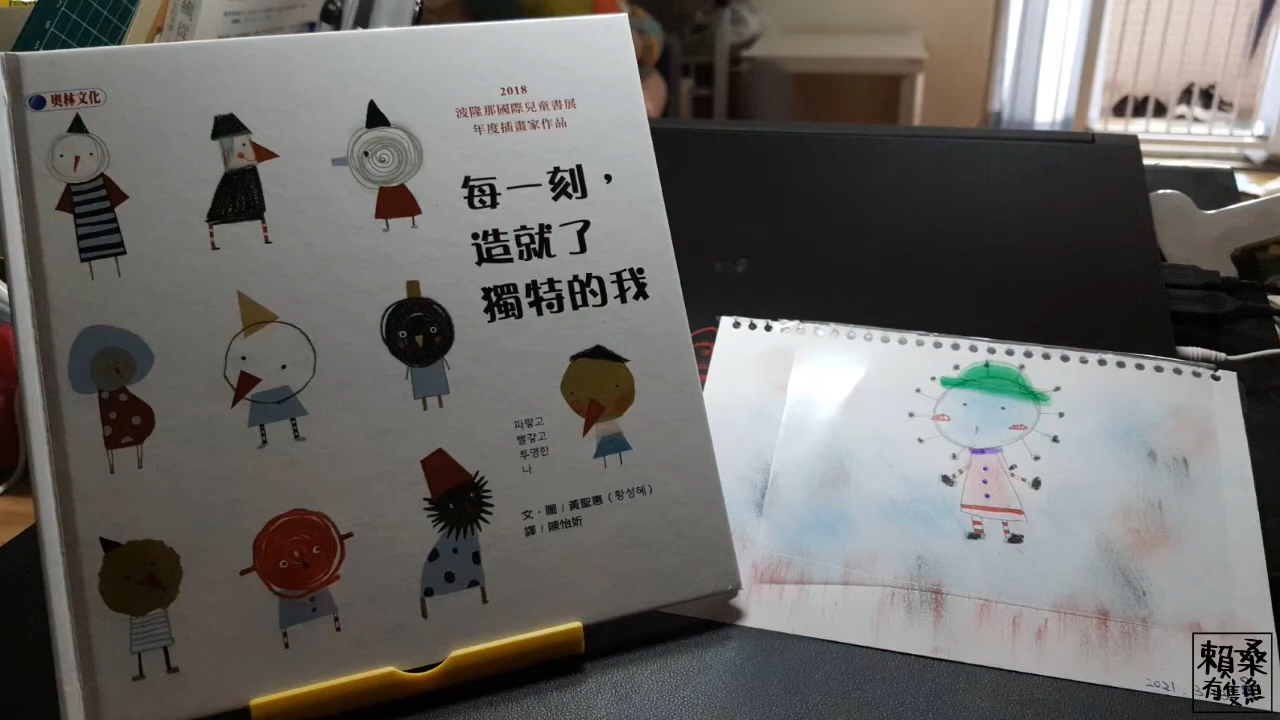 奧林文化
2018
波隆那國際兒童書展
年度插畫家作品
每一刻，
造就了
獨特的我
파랗고
빨갛고
투명한
나
文・圖/黃聖惠（황성혜）
譯/陳怡妡
2021.
賴桑
有隻魚